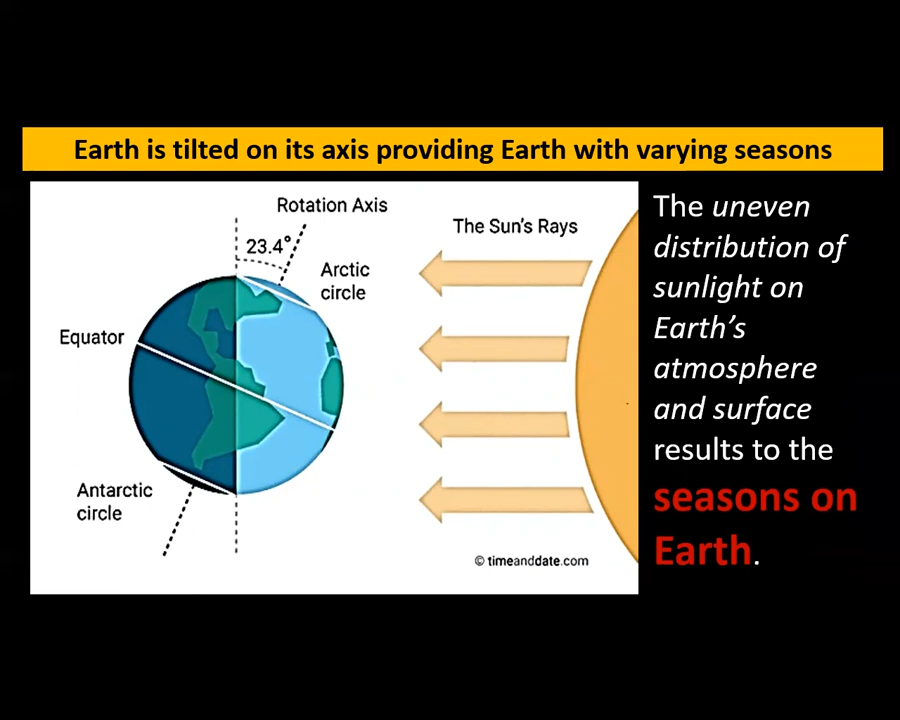 Earth is tilted on its axis providing Earth with varying seasons
Rotation Axis
23.4°
Arctic
circle
Equator
Antarctic
circle
The Sun's Rays
© timeanddate.com
The uneven
distribution of
sunlight on
Earth's
atmosphere
and surface
results to the
seasons on
Earth.